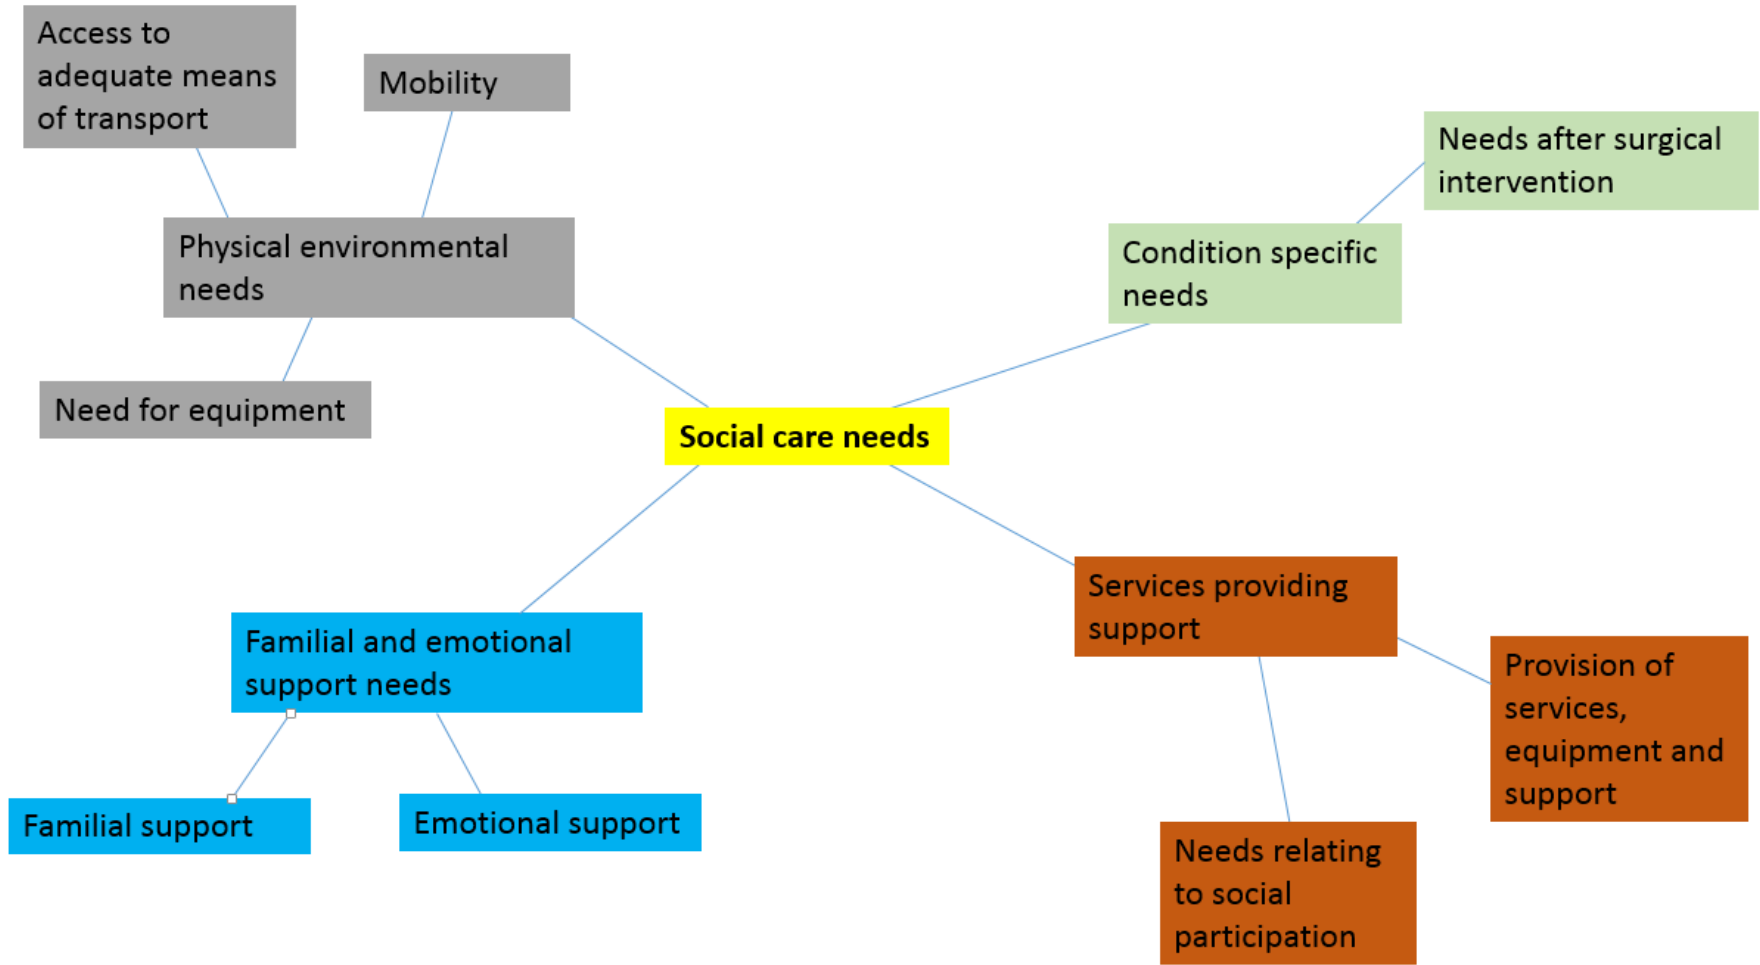 Access to
adequate means
of transport
Mobility
Needs after surgical
intervention
Physical environmental
needs
Condition specific
needs
Need for equipment
Social care needs
Services providing
support
Familial and emotional
support needs
Provision of
services,
equipment and
support
Familial support
Emotional support
Needs relating
to social
participation